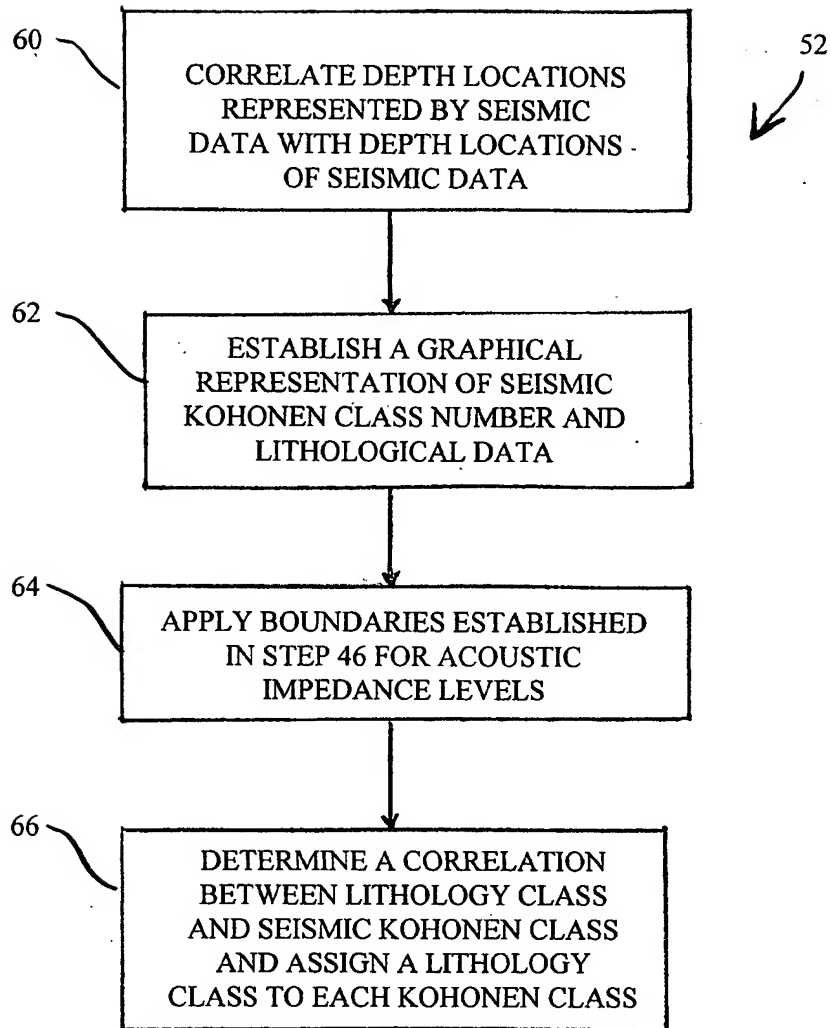 60
52
CORRELATE DEPTH LOCATIONS
REPRESENTED BY SEISMIC
DATA WITH DEPTH LOCATIONS
OF SEISMIC DATA
62
ESTABLISH A GRAPHICAL
REPRESENTATION OF SEISMIC
KOHONEN CLASS NUMBER AND
LITHOLOGICAL DATA
64
APPLY BOUNDARIES ESTABLISHED
IN STEP 46 FOR ACOUSTIC
IMPEDANCE LEVELS
66
DETERMINE A CORRELATION
BETWEEN LITHOLOGY CLASS
AND SEISMIC KOHONEN CLASS
AND ASSIGN A LITHOLOGY
CLASS TO EACH KOHONEN CLASS